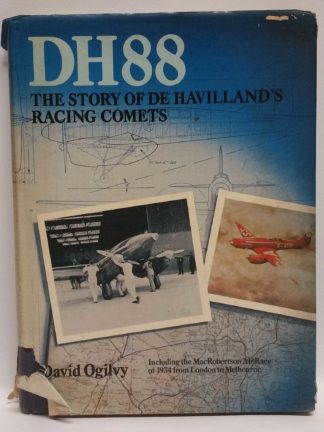 DH88
THE STORY OF DE HAVILLAND'S
RACING COMETS
David Ogilvy
Including the MacRobertson Air Race
of 1934 from London to Melbourne